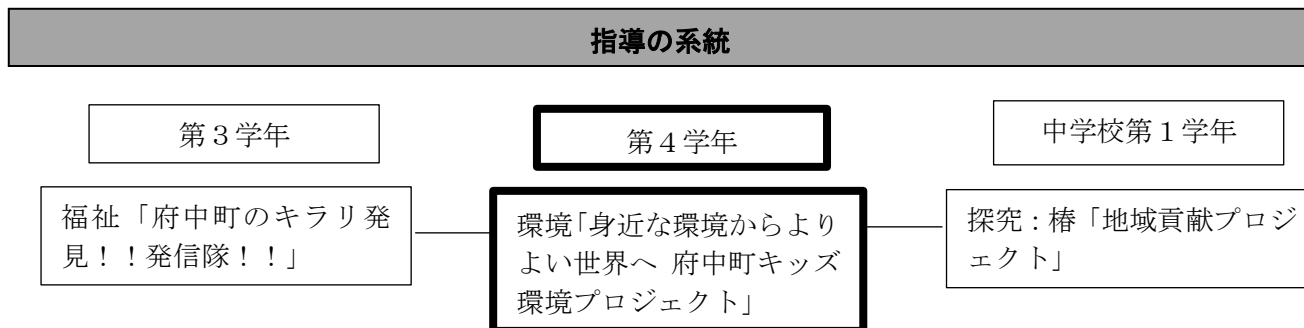 指導の系統
第３学年
第４学年
中学校第１学年
福祉「府中町のキラリ発
見！！発信隊！！」
環境「身近な環境からより
よい世界へ 府中町キッズ
環境プロジェクト」
探究：椿「地域貢献プロジ
ェクト」